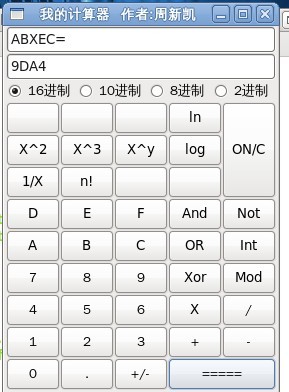 我的计算器 作者:周新凯
ABXEC=
9DA4
16进制 10进制 8进制 2进制
ln
X^2 X^3 X^y log ON/C
1/X n!
D E F And Not
A B C OR Int
7 8 9 Xor Mod
4 5 6 X /
1 2 3 + -
0 . +/- =====